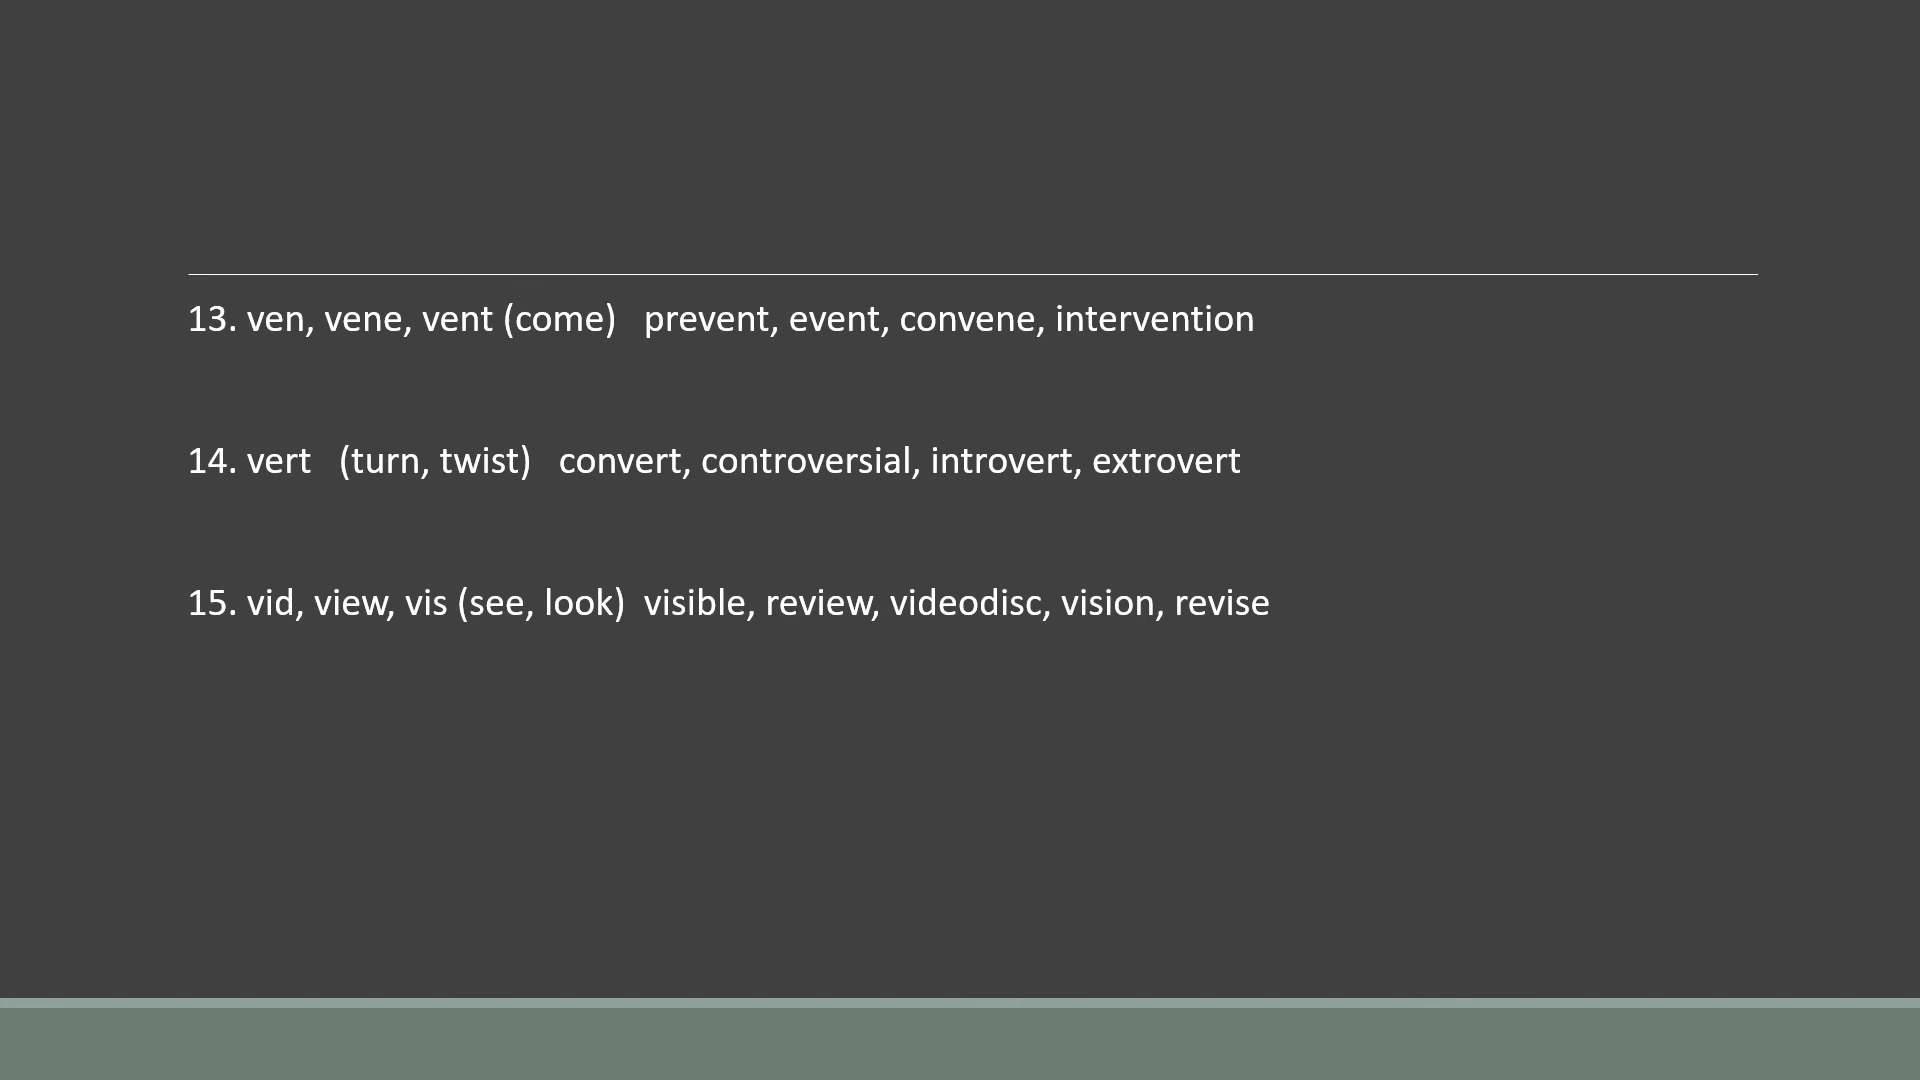 13. ven, vene, vent (come)   prevent, event, convene, intervention
14. vert   (turn, twist)   convert, controversial, introvert, extrovert
15. vid, view, vis (see, look)  visible, review, videodisc, vision, revise